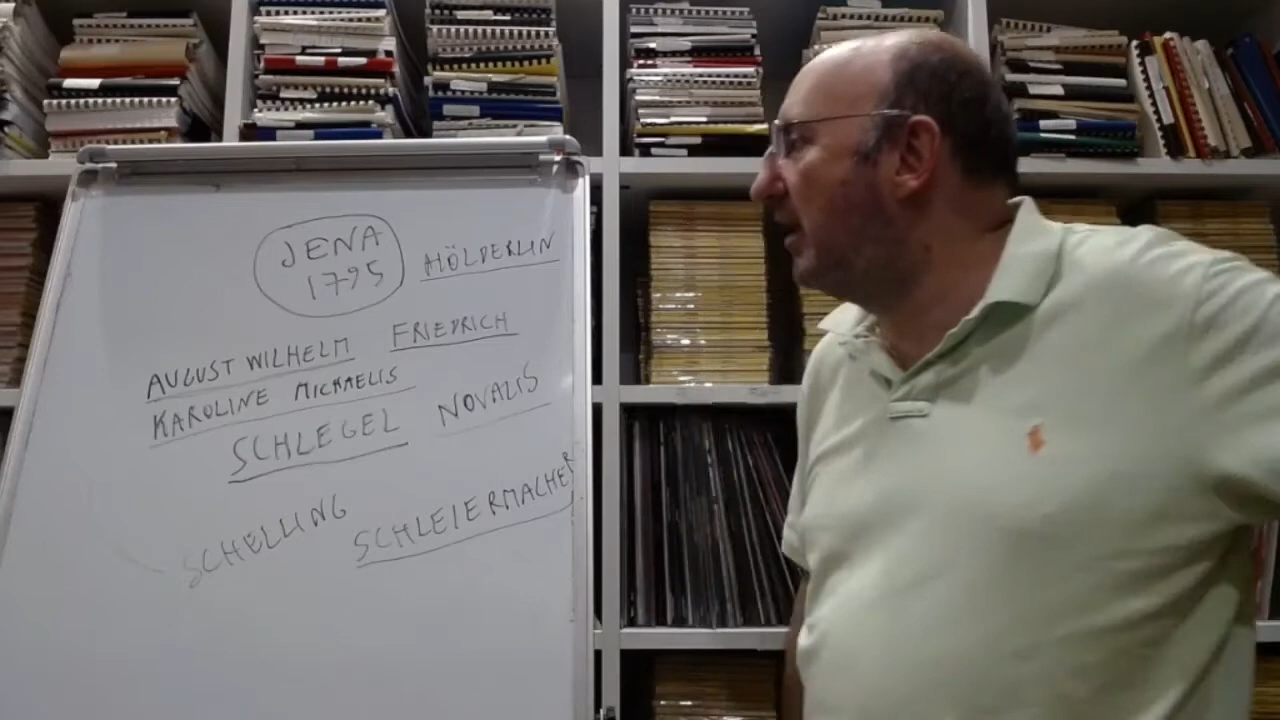 JENA
1795
HÖLDERLIN
AUGUST WILHELM
FRIEDRICH
KAROLINE MICHAELIS
SCHLEGEL
NOVALIS
SCHELLING
SCHLEIERMACHER